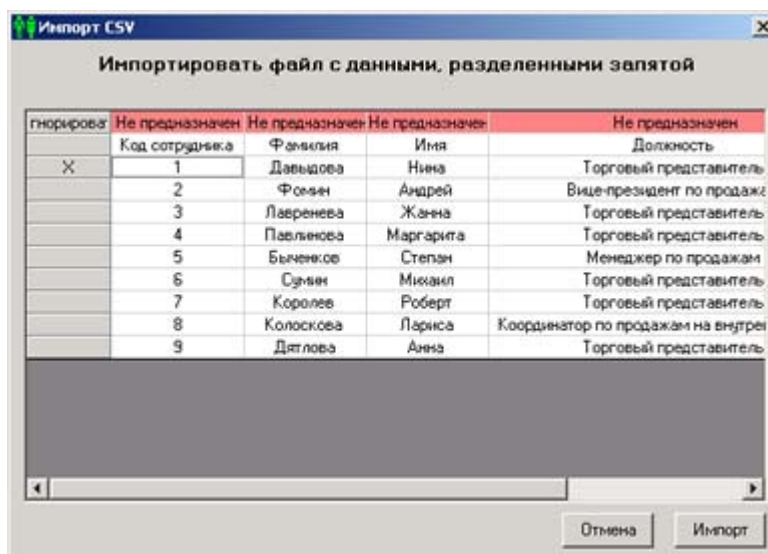 Импорт CSV
Импортировать файл с данными, разделенными запятой
гнорироват Не предназначен Не предназначен Не предназначен Не предназначен
Код сотрудника Фамилия Имя Должность
X 1 Давыдова Нина Торговый представитель
2 Фомин Андрей Вице-президент по продажа
3 Лавренева Жанна Торговый представитель
4 Павлинова Маргарита Торговый представитель
5 Быченков Степан Менеджер по продажам
6 Сумин Михаил Торговый представитель
7 Королев Роберт Торговый представитель
8 Колоскова Лариса Координатор по продажам на внутрен
9 Дятлова Анна Торговый представитель
Отмена Импорт